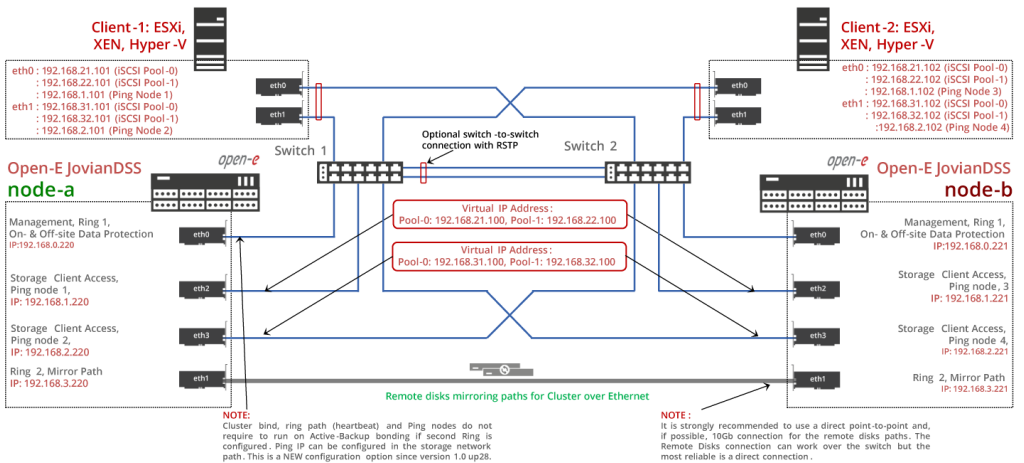 Client-1: ESXi,
XEN, Hyper-V
Client-2: ESXi,
XEN, Hyper-V
eth0 : 192.168.21.101 (iSCSI Pool-0)
: 192.168.22.101 (iSCSI Pool-1)
: 192.168.1.101 (Ping Node 1)
eth1 : 192.168.31.101 (iSCSI Pool-0)
: 192.168.32.101 (iSCSI Pool-1)
: 192.168.2.101 (Ping Node 2)
eth0
eth1
eth0
eth1
eth0 : 192.168.21.102 (iSCSI Pool-0)
: 192.168.22.102 (iSCSI Pool-1)
: 192.168.1.102 (Ping Node 3)
eth1 : 192.168.31.102 (iSCSI Pool-0)
: 192.168.32.102 (iSCSI Pool-1)
:192.168.2.102 (Ping Node 4)
Switch 1
Optional switch -to-switch
connection with RSTP
Switch 2
open-e
Open-E JovianDSS
node-a
open-e
Open-E JovianDSS
node-b
Virtual IP Address:
Pool-0: 192.168.21.100, Pool-1: 192.168.22.100
Virtual IP Address:
Pool-0: 192.168.31.100, Pool-1: 192.168.32.100
Management, Ring 1,
On- & Off-site Data Protection
IP:192.168.0.220
eth0
Storage Client Access,
Ping node 1,
IP: 192.168.1.220
eth2
Storage Client Access,
Ping node 2,
IP: 192.168.2.220
eth3
Ring 2, Mirror Path
IP: 192.168.3.220
eth1
eth0
Management, Ring 1,
On- & Off-site Data Protection
IP:192.168.0.221
eth2
Storage Client Access,
Ping node, 3
IP: 192.168.1.221
eth3
Storage Client Access,
Ping node 4,
IP: 192.168.2.221
eth1
Ring 2, Mirror Path
IP: 192.168.3.221
Remote disks mirroring paths for Cluster over Ethernet
NOTE:
Cluster bind, ring path (heartbeat) and Ping nodes do not
require to run on Active-Backup bonding if second Ring is
configured. Ping IP can be configured in the storage network
path. This is a NEW configuration option since version 1.0 up28.
NOTE :
It is strongly recommended to use a direct point-to-point and,
if possible, 10Gb connection for the remote disks paths. The
Remote Disks connection can work over the switch but the
most reliable is a direct connection .